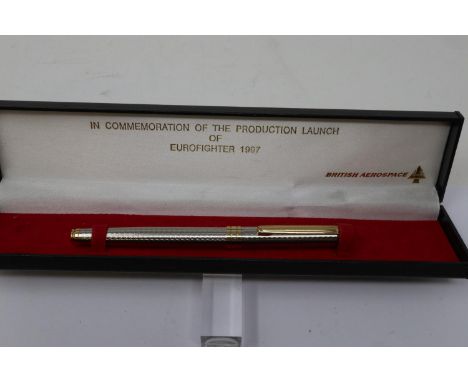 IN COMMEMORATION OF THE PRODUCTION LAUNCH
OF
EUROFIGHTER 1997
BRITISH AEROSPACE